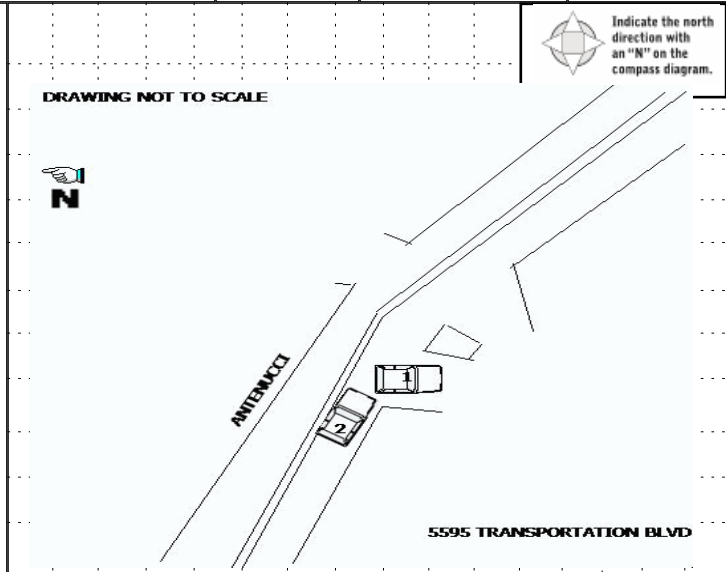 Indicate the north
direction with
an "N" on the
compass diagram.
DRAWING NOT TO SCALE
N
ANTENUCCI
1
2
5595 TRANSPORTATION BLVD